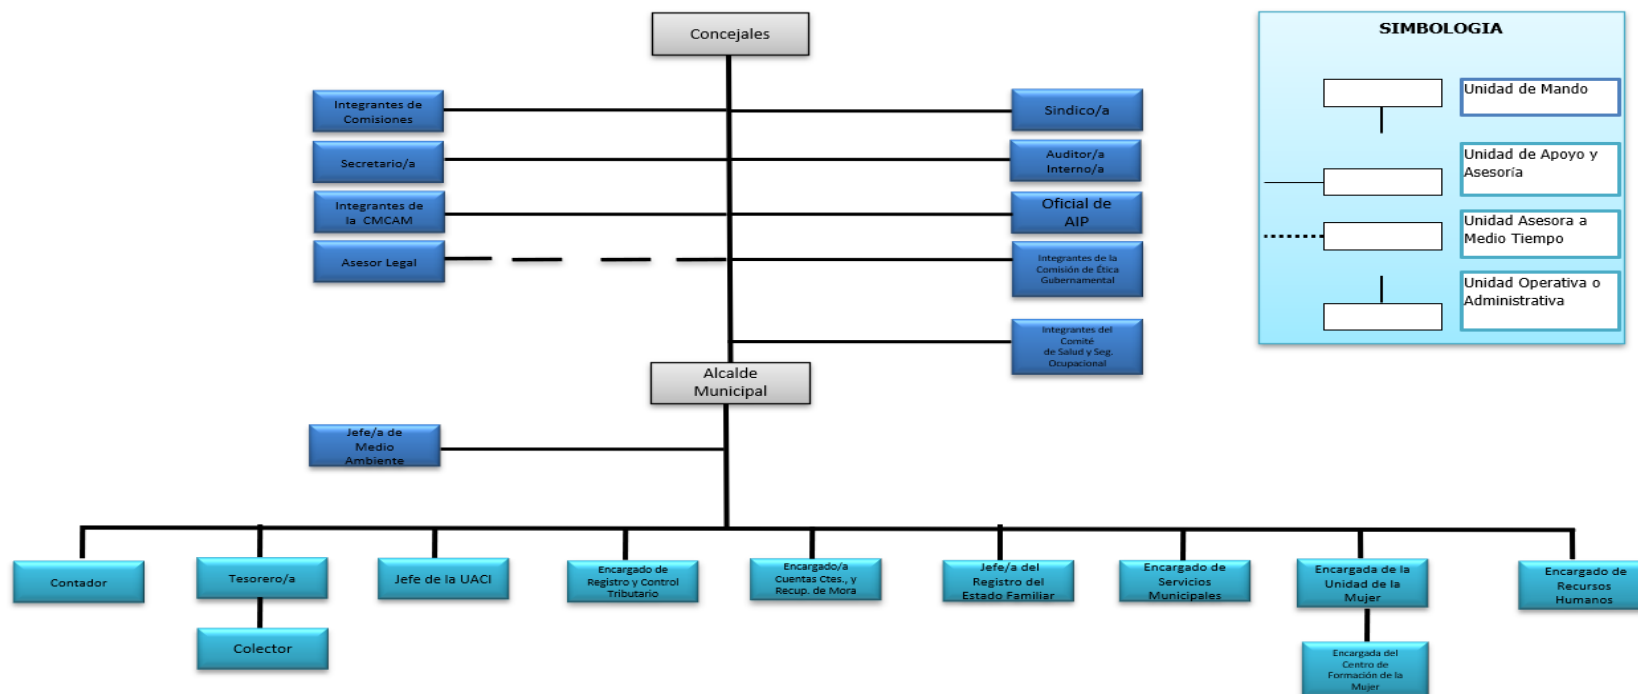 Concejales
SIMBOLOGIA
Unidad de Mando
Unidad de Apoyo y
Asesoría
Unidad Asesora a
Medio Tiempo
Unidad Operativa o
Administrativa
Integrantes de
Comisiones
Sindico/a
Secretario/a
Auditor/a
Interno/a
Integrantes de
la CMCAM
Oficial de
AIP
Asesor Legal
Integrantes de la
Comisión de Ética
Gubernamental
Integrantes del
Comité
de Salud y Seg.
Ocupacional
Alcalde
Municipal
Jefe/a de
Medio
Ambiente
Contador
Tesorero/a
Jefe de la UACI
Encargado de
Registro y Control
Tributario
Encargado/a
Cuentas Ctes., y
Recup. de Mora
Jefe/a del
Registro del
Estado Familiar
Encargado de
Servicios
Municipales
Encargada de la
Unidad de la
Mujer
Encargado de
Recursos
Humanos
Colector
Encargada del
Centro de
Formación de la
Mujer